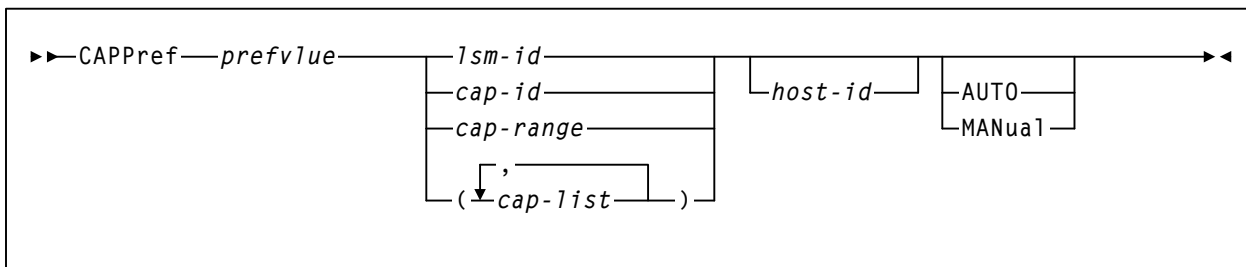 CAPPref prefvlue lsm-id
cap-id host-id AUTO
cap-range MANual
,
( cap-list )